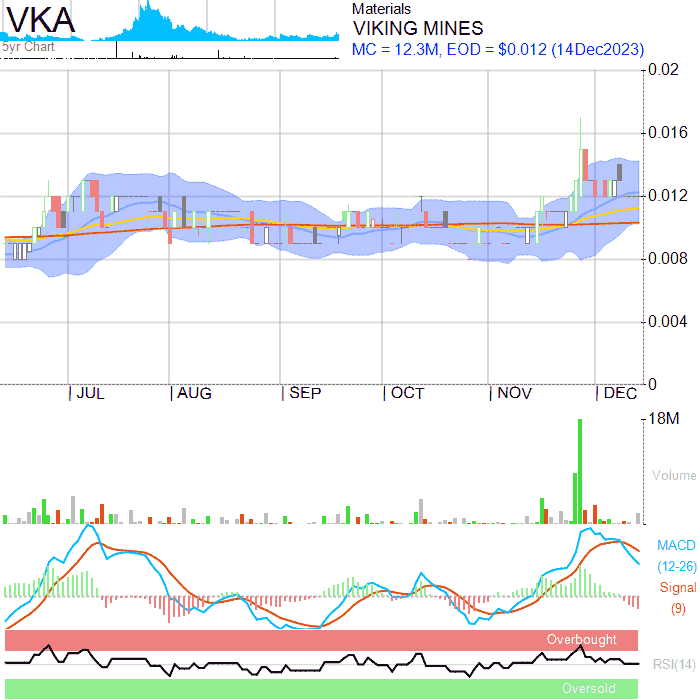 VKA
5yr Chart
Materials
VIKING MINES
MC = 12.3M, EOD = $0.012 (14Dec2023)
0.02
0.016
0.012
0.008
0.004
0
JUL AUG SEP OCT NOV DEC
18M
Volume
MACD
(12-26)
Signal
(9)
Overbought
RSI(14)
Oversold